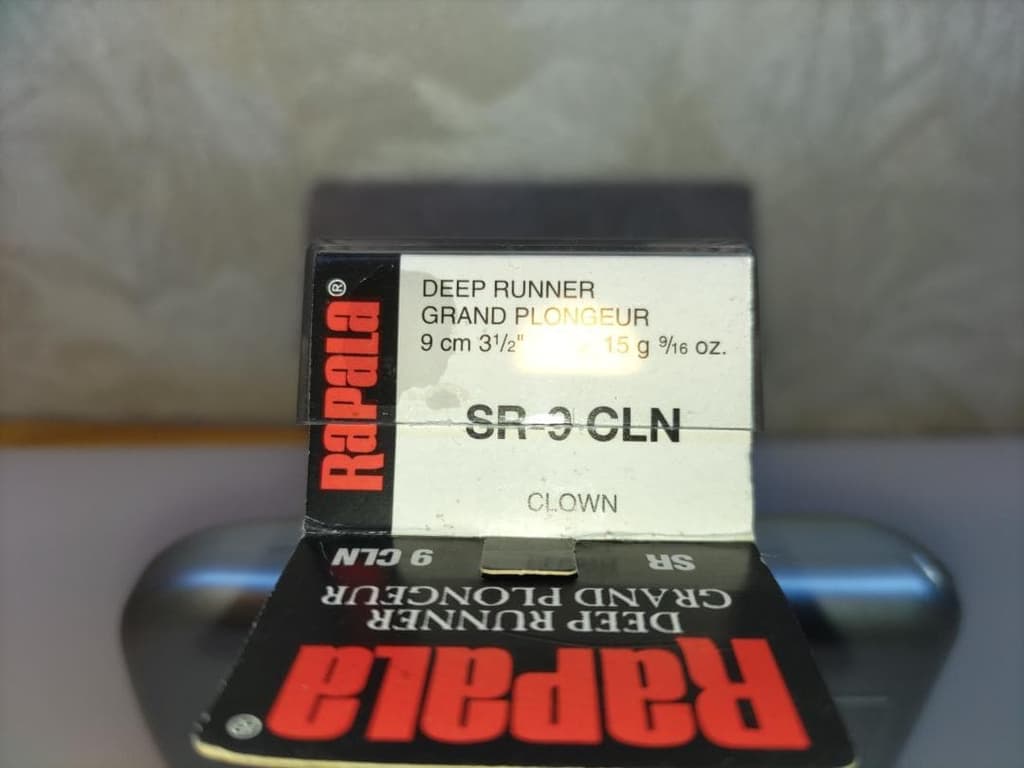 RaPaLa®
DEEP RUNNER
GRAND PLONGEUR
9 cm 3 1/2" 15 g 9/16 oz.
SR-9 CLN
CLOWN
SR 9 CLN
DEEP RUNNER
GRAND PLONGEUR
RaPaLa®